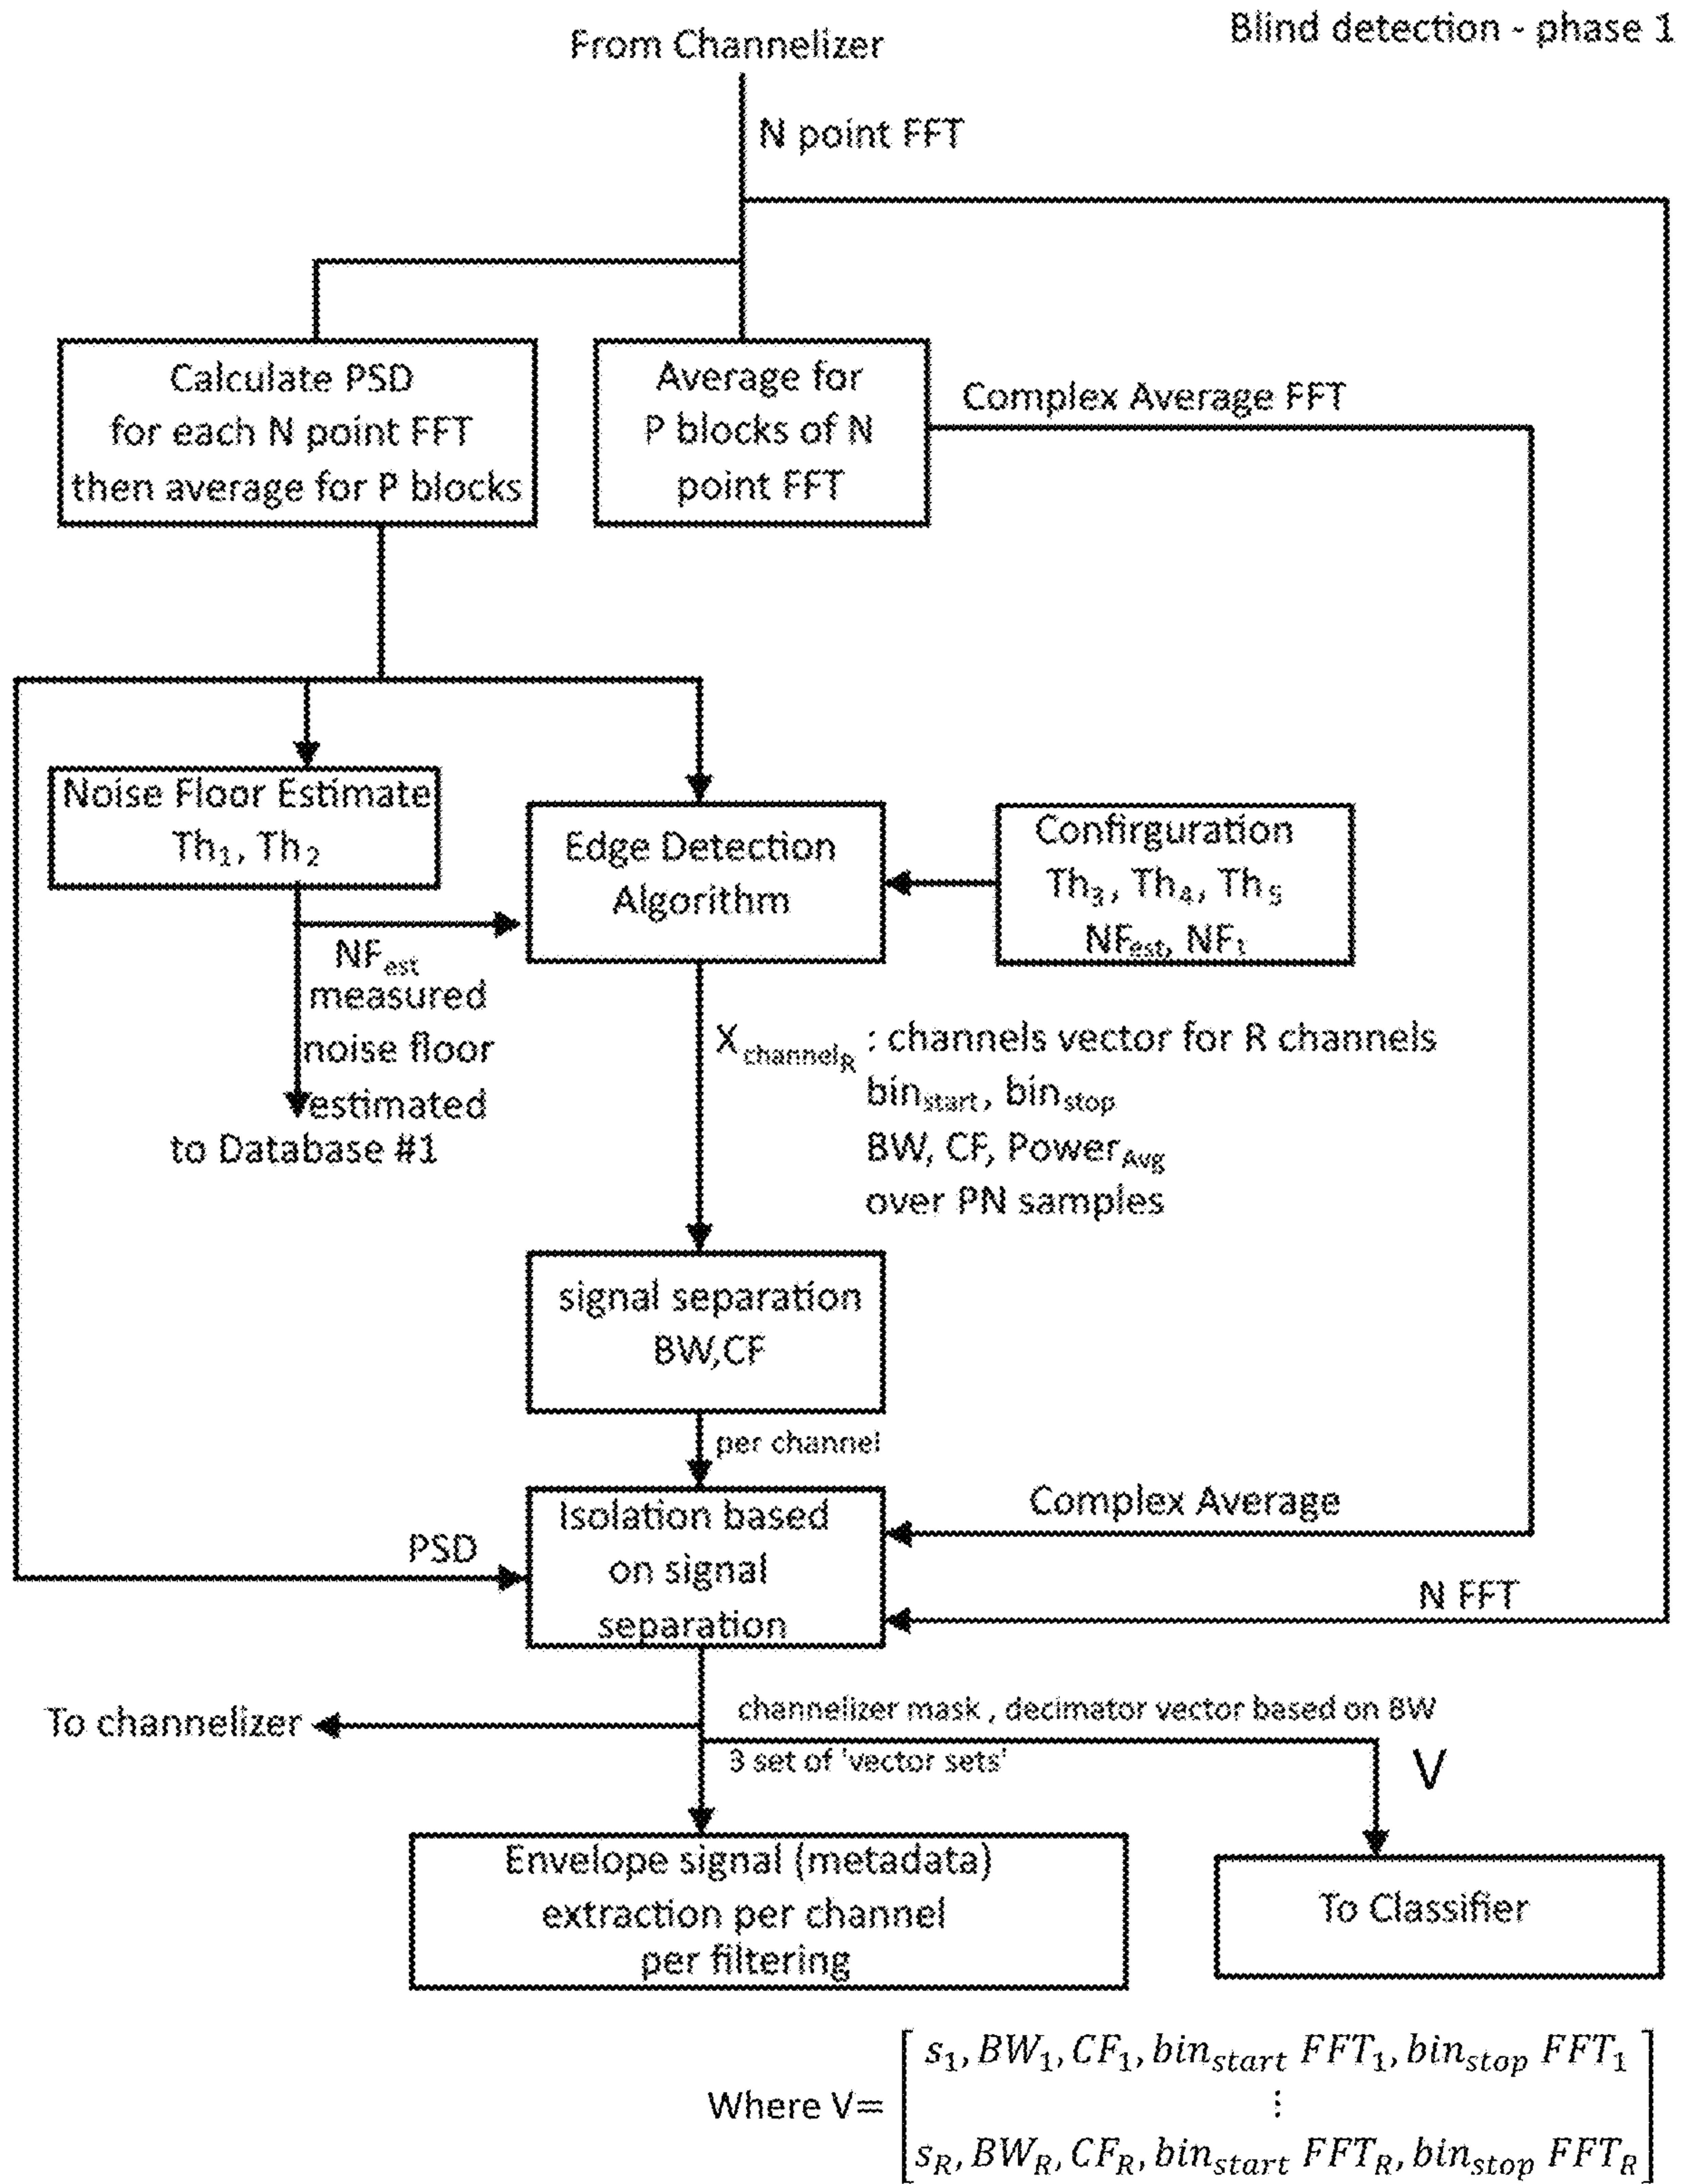 Blind detection - phase 1
From Channelizer
N point FFT
Calculate PSD
for each N point FFT
then average for P blocks
Average for
P blocks of N
point FFT
Complex Average FFT
Noise Floor Estimate
Th1, Th2
Edge Detection
Algorithm
Confirguration
Th3, Th4, Th5
NFest, NF1
NFest
measured
noise floor
estimated
to Database #1
XchannelR : channels vector for R channels
binstart, binstop
BW, CF, PowerAvg
over PN samples
signal separation
BW,CF
per channel
Isolation based
on signal
separation
PSD
Complex Average
N FFT
To channelizer
channelizer mask , decimator vector based on BW
3 set of 'vector sets'
V
Envelope signal (metadata)
extraction per channel
per filtering
To Classifier
Where V=
s1, BW1, CF1, binstart FFT1, binstop FFT1
⋮
sR, BWR, CFR, binstart FFTR, binstop FFTR